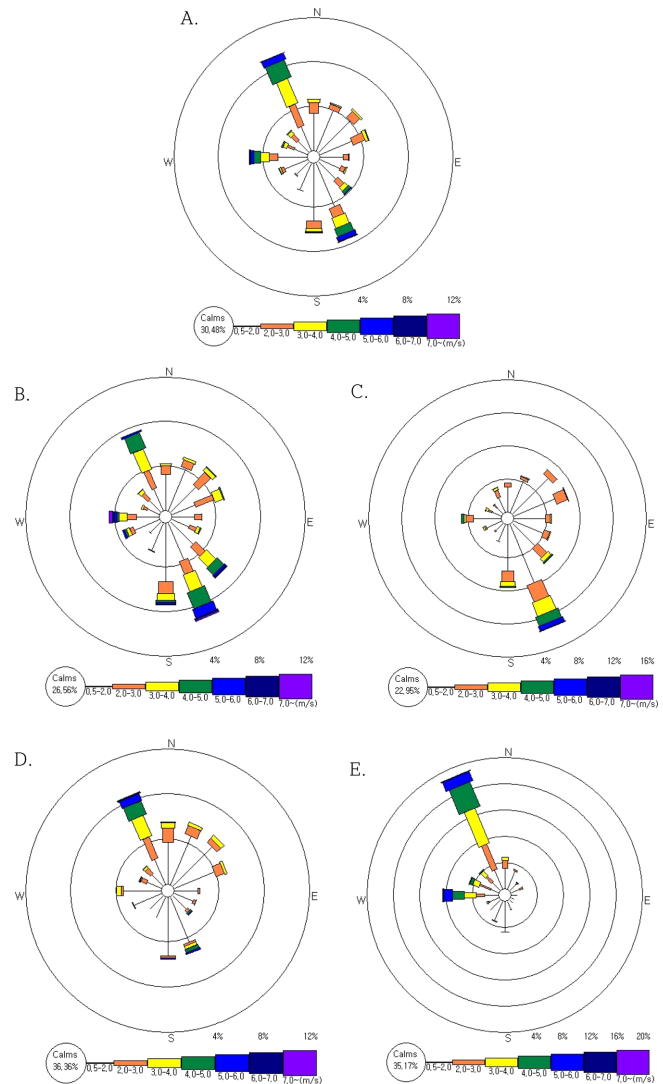 A.
N
W
E
S
4% 8% 12%
Calms
30,48%
0,5-2,0 2,0-3,0 3,0-4,0 4,0-5,0 5,0-6,0 6,0-7,0 7,0~(m/s)
B.
N
W
E
S
4% 8% 12%
Calms
26,56%
0,5-2,0 2,0-3,0 3,0-4,0 4,0-5,0 5,0-6,0 6,0-7,0 7,0~(m/s)
C.
N
W
E
S
4% 8% 12% 16%
Calms
22,95%
0,5-2,0 2,0-3,0 3,0-4,0 4,0-5,0 5,0-6,0 6,0-7,0 7,0~(m/s)
D.
N
W
E
S
4% 8% 12%
Calms
36,36%
0,5-2,0 2,0-3,0 3,0-4,0 4,0-5,0 5,0-6,0 6,0-7,0 7,0~(m/s)
E.
N
W
E
S
4% 8% 12% 16% 20%
Calms
35,17%
0,5-2,0 2,0-3,0 3,0-4,0 4,0-5,0 5,0-6,0 6,0-7,0 7,0~(m/s)